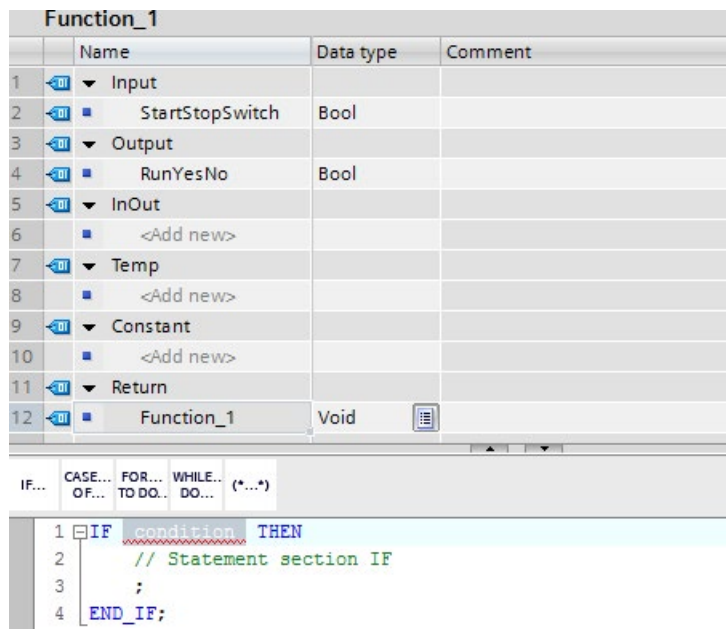 Function_1
Name Data type Comment
1 Input
2 StartStopSwitch Bool
3 Output
4 RunYesNo Bool
5 InOut
6 <Add new>
7 Temp
8 <Add new>
9 Constant
10 <Add new>
11 Return
12 Function_1 Void
IF... CASE... FOR... WHILE.. (*...*)
OF... TO DO.. DO...
1 IF condition THEN
2 // Statement section IF
3 ;
4 END_IF;